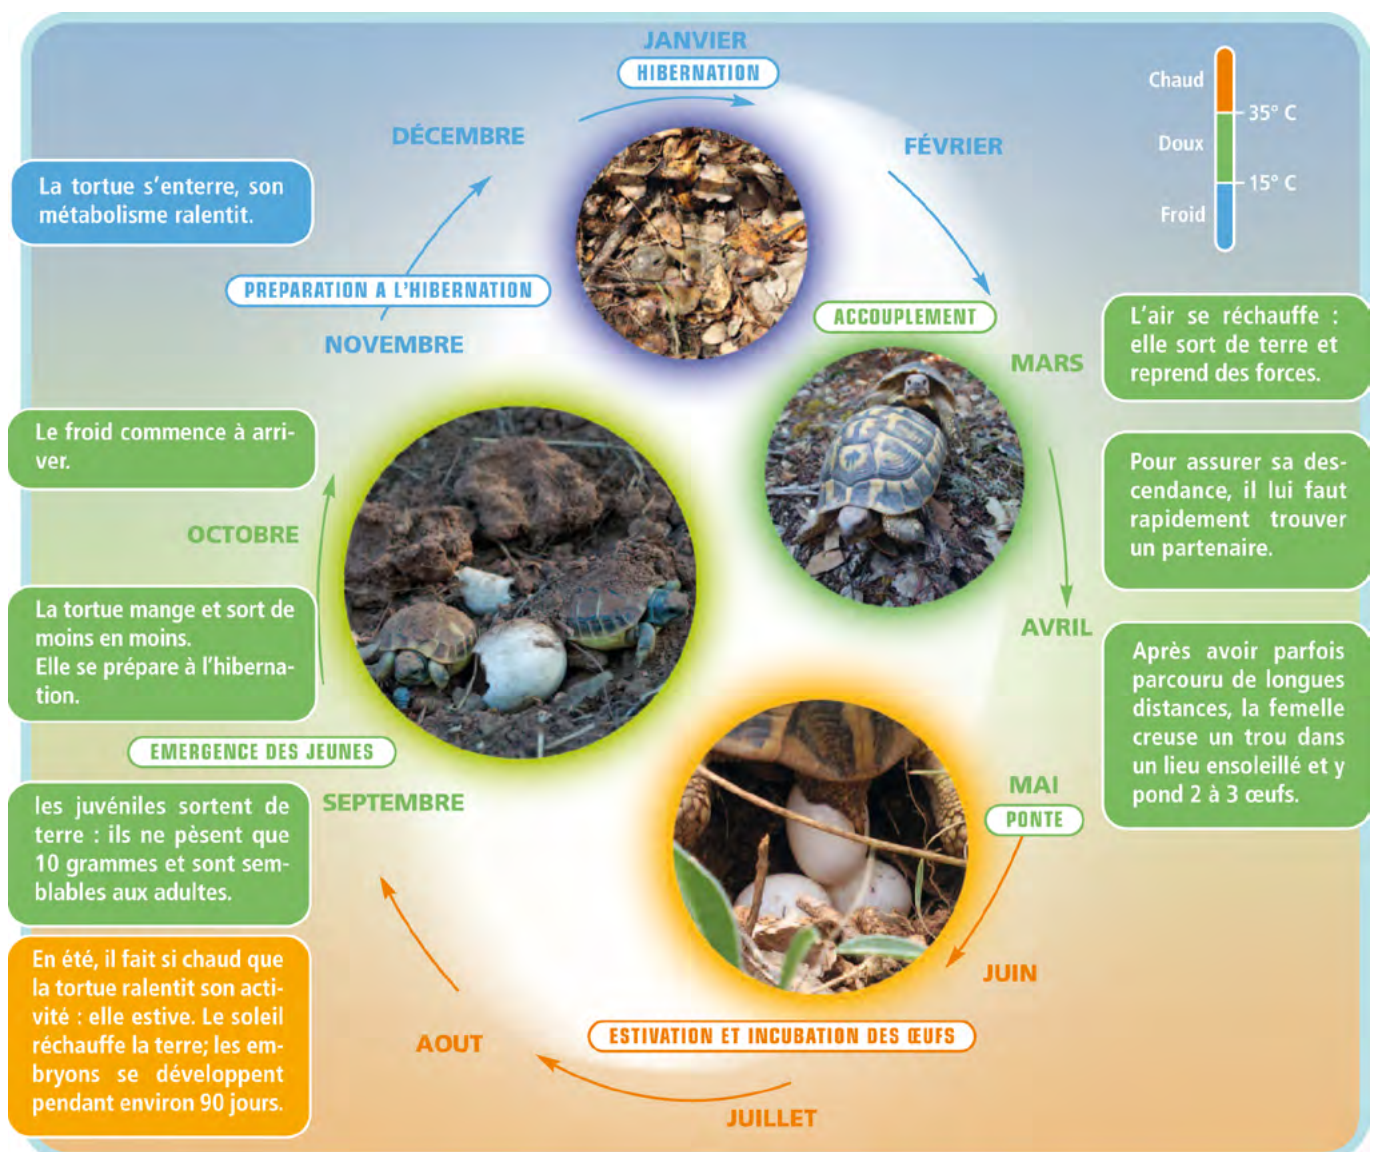 JANVIER
HIBERNATION
DÉCEMBRE
FÉVRIER
Chaud
35° C
Doux
15° C
Froid
La tortue s'enterre, son
métabolisme ralentit.
PREPARATION A L'HIBERNATION
NOVEMBRE
ACCOUPLEMENT
MARS
L'air se réchauffe :
elle sort de terre et
reprend des forces.
Le froid commence à arri-
ver.
Pour assurer sa des-
cendance, il lui faut
rapidement trouver
un partenaire.
OCTOBRE
AVRIL
La tortue mange et sort de
moins en moins.
Elle se prépare à l'hiberna-
tion.
Après avoir parfois
parcouru de longues
distances, la femelle
creuse un trou dans
un lieu ensoleillé et y
pond 2 à 3 œufs.
EMERGENCE DES JEUNES
SEPTEMBRE
MAI
PONTE
les juvéniles sortent de
terre : ils ne pèsent que
10 grammes et sont sem-
blables aux adultes.
En été, il fait si chaud que
la tortue ralentit son acti-
vité : elle estive. Le soleil
réchauffe la terre; les em-
bryons se développent
pendant environ 90 jours.
JUIN
ESTIVATION ET INCUBATION DES ŒUFS
AOUT
JUILLET